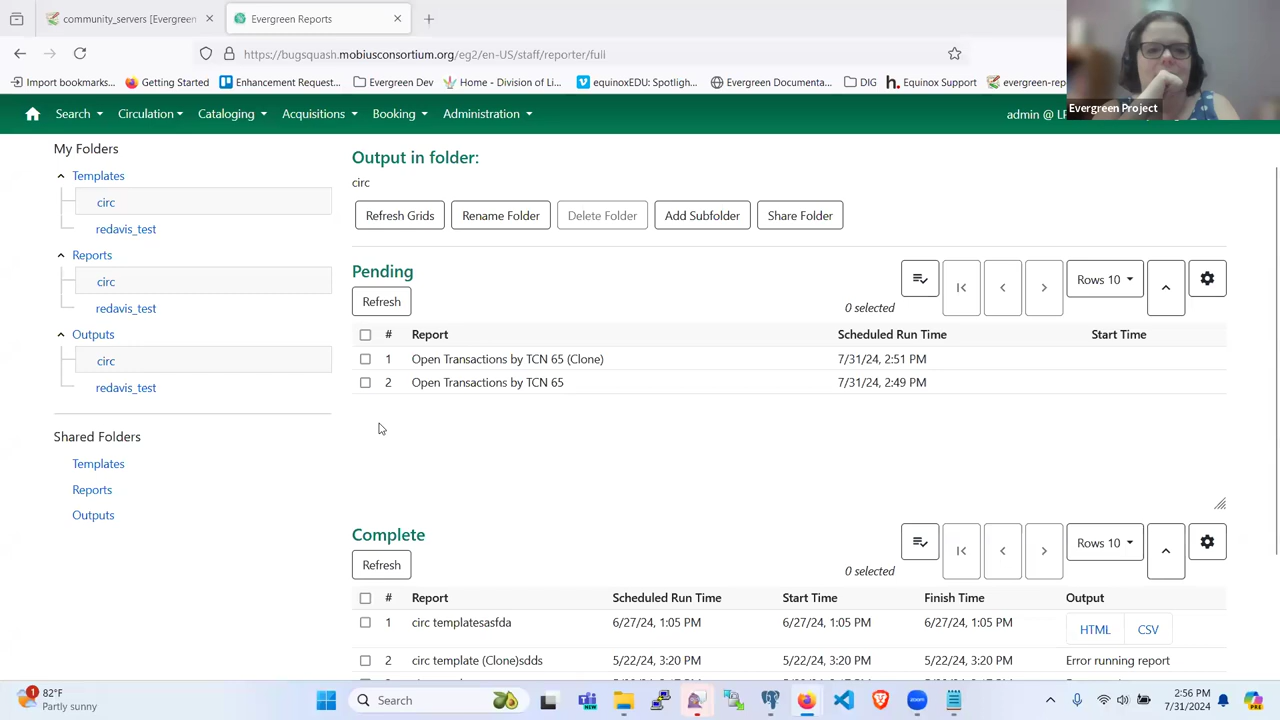 community_servers [Evergreen
Evergreen Reports
https://bugsquash.mobiusconsortium.org/eg2/en-US/staff/reporter/full
Import bookmarks...
Getting Started
Enhancement Request...
Evergreen Dev
Home - Division of Li...
equinoxEDU: Spotligh...
Evergreen Documenta...
DIG
Equinox Support
evergreen-rep
Search
Circulation
Cataloging
Acquisitions
Booking
Administration
admin @
Evergreen Project
My Folders
Templates
circ
redavis_test
Reports
circ
redavis_test
Outputs
circ
redavis_test
Shared Folders
Templates
Reports
Outputs
Output in folder:
circ
Refresh Grids
Rename Folder
Delete Folder
Add Subfolder
Share Folder
Pending
Refresh
0 selected
Rows 10
# Report Scheduled Run Time Start Time
1 Open Transactions by TCN 65 (Clone) 7/31/24, 2:51 PM
2 Open Transactions by TCN 65 7/31/24, 2:49 PM
Complete
Refresh
0 selected
Rows 10
# Report Scheduled Run Time Start Time Finish Time Output
1 circ templatesasfda 6/27/24, 1:05 PM 6/27/24, 1:05 PM 6/27/24, 1:05 PM HTML CSV
2 circ template (Clone)sdds 5/22/24, 3:20 PM 5/22/24, 3:20 PM 5/22/24, 3:20 PM Error running report
1
82°F
Partly sunny
Search
2:56 PM
7/31/2024